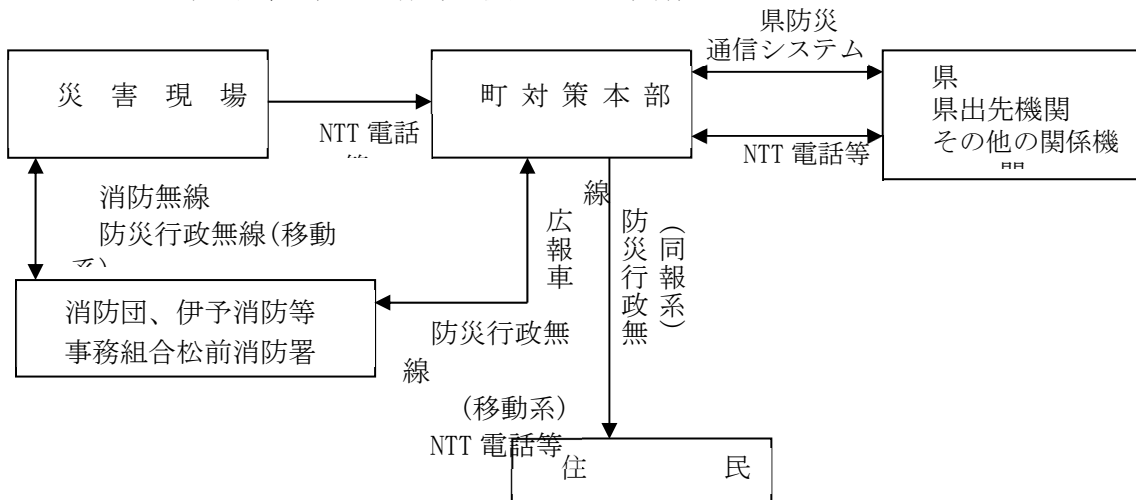 県防災
通信システム
災 害 現 場
町 対 策 本 部
県
県出先機関
その他の関係機
関
NTT 電話
等
NTT 電話等
消防無線
防災行政無線(移動
系)
消防団、伊予消防等
事務組合松前消防署
防災行政無
線
(移動系)
NTT 電話等
広報車
防災行政無
線
(同報系)
住 民